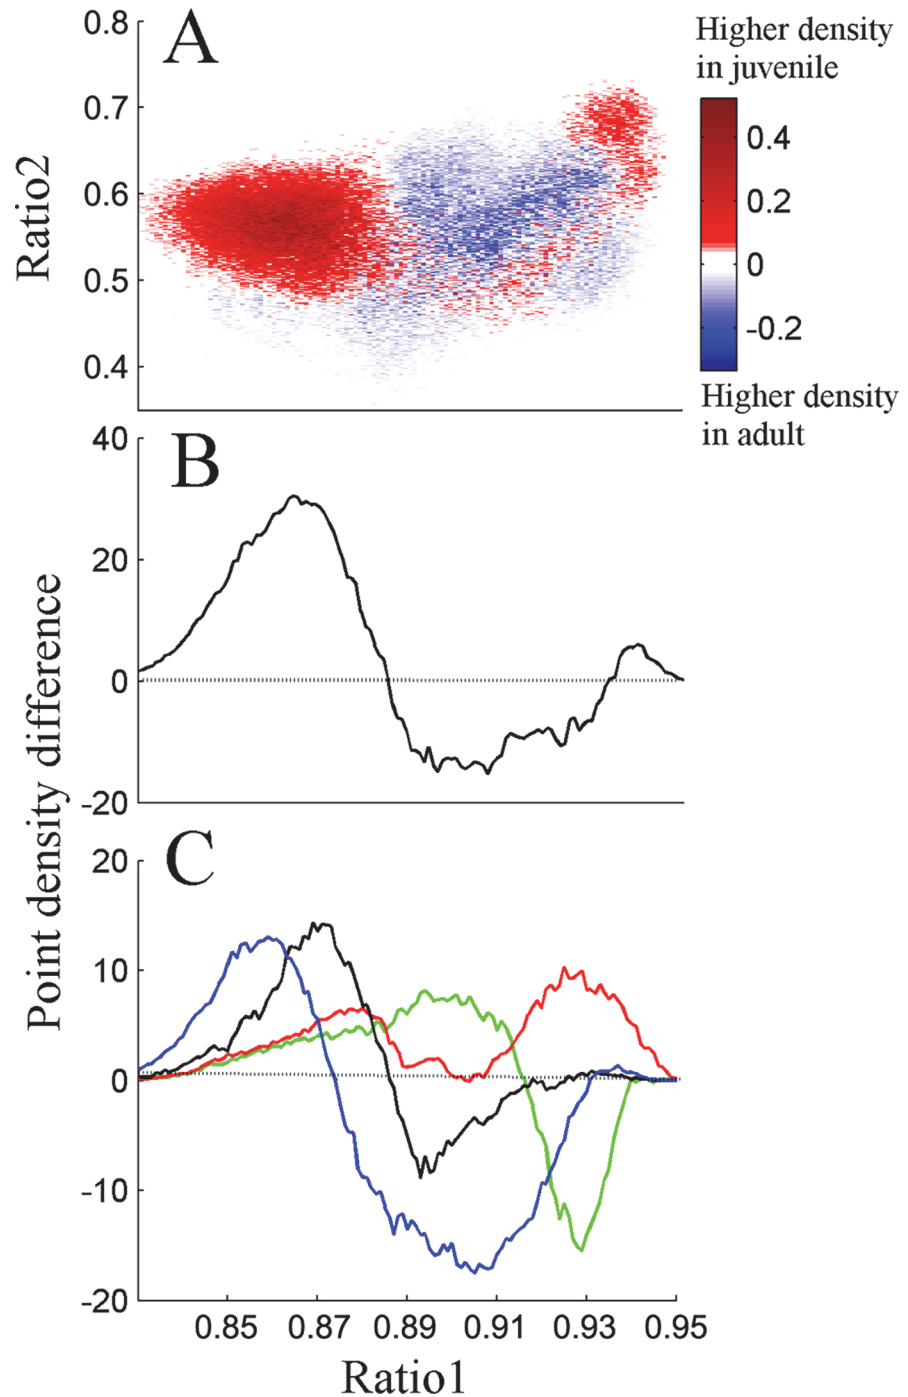 A
Higher density
in juvenile
0.8
0.7
0.6
0.5
0.4
Ratio2
0.4
0.2
0
-0.2
Higher density
in adult
B
40
20
0
-20
Point density difference
C
20
10
0
-10
-20
0.85 0.87 0.89 0.91 0.93 0.95
Ratio1